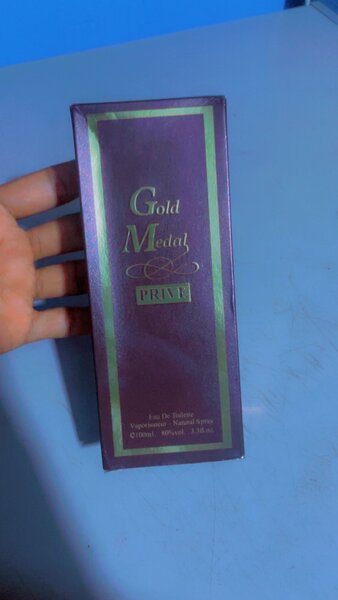 Gold
Medal
PRIVE
Eau De Toilette
Vaporisateur - Natural Spray
℮100ml. 80%vol. 3.3fl.oz.